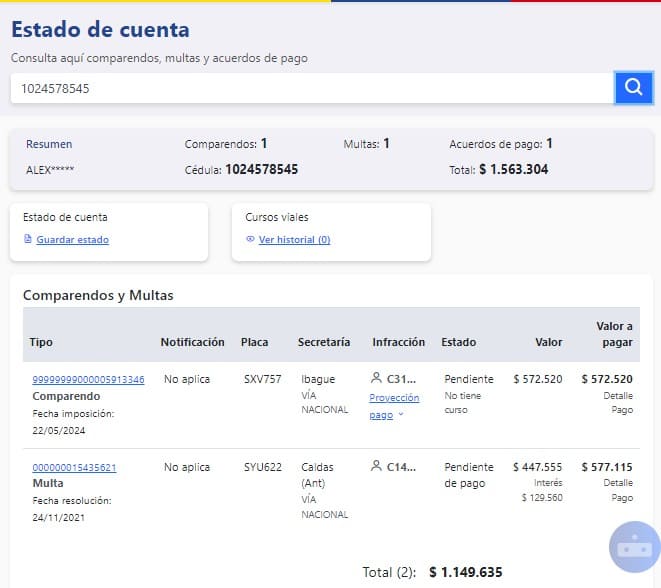 Estado de cuenta
Consulta aquí comparendos, multas y acuerdos de pago
1024578545
Resumen Comparendos: 1 Multas: 1 Acuerdos de pago: 1
ALEX***** Cédula: 1024578545 Total: $ 1.563.304
Estado de cuenta Cursos viales
Guardar estado Ver historial (0)
Comparendos y Multas
Tipo Notificación Placa Secretaría Infracción Estado Valor Valor a pagar
99999999000005913346 No aplica SXV757 Ibague C31... Pendiente $ 572.520 $ 572.520
Comparendo VÍA Proyección No tiene Detalle
Fecha imposición: NACIONAL pago curso Pago
22/05/2024
000000015435621 No aplica SYU622 Caldas C14... Pendiente $ 447.555 $ 577.115
Multa (Ant) de pago Interés Detalle
Fecha resolución: VÍA $ 129.560 Pago
24/11/2021 NACIONAL
Total (2): $ 1.149.635